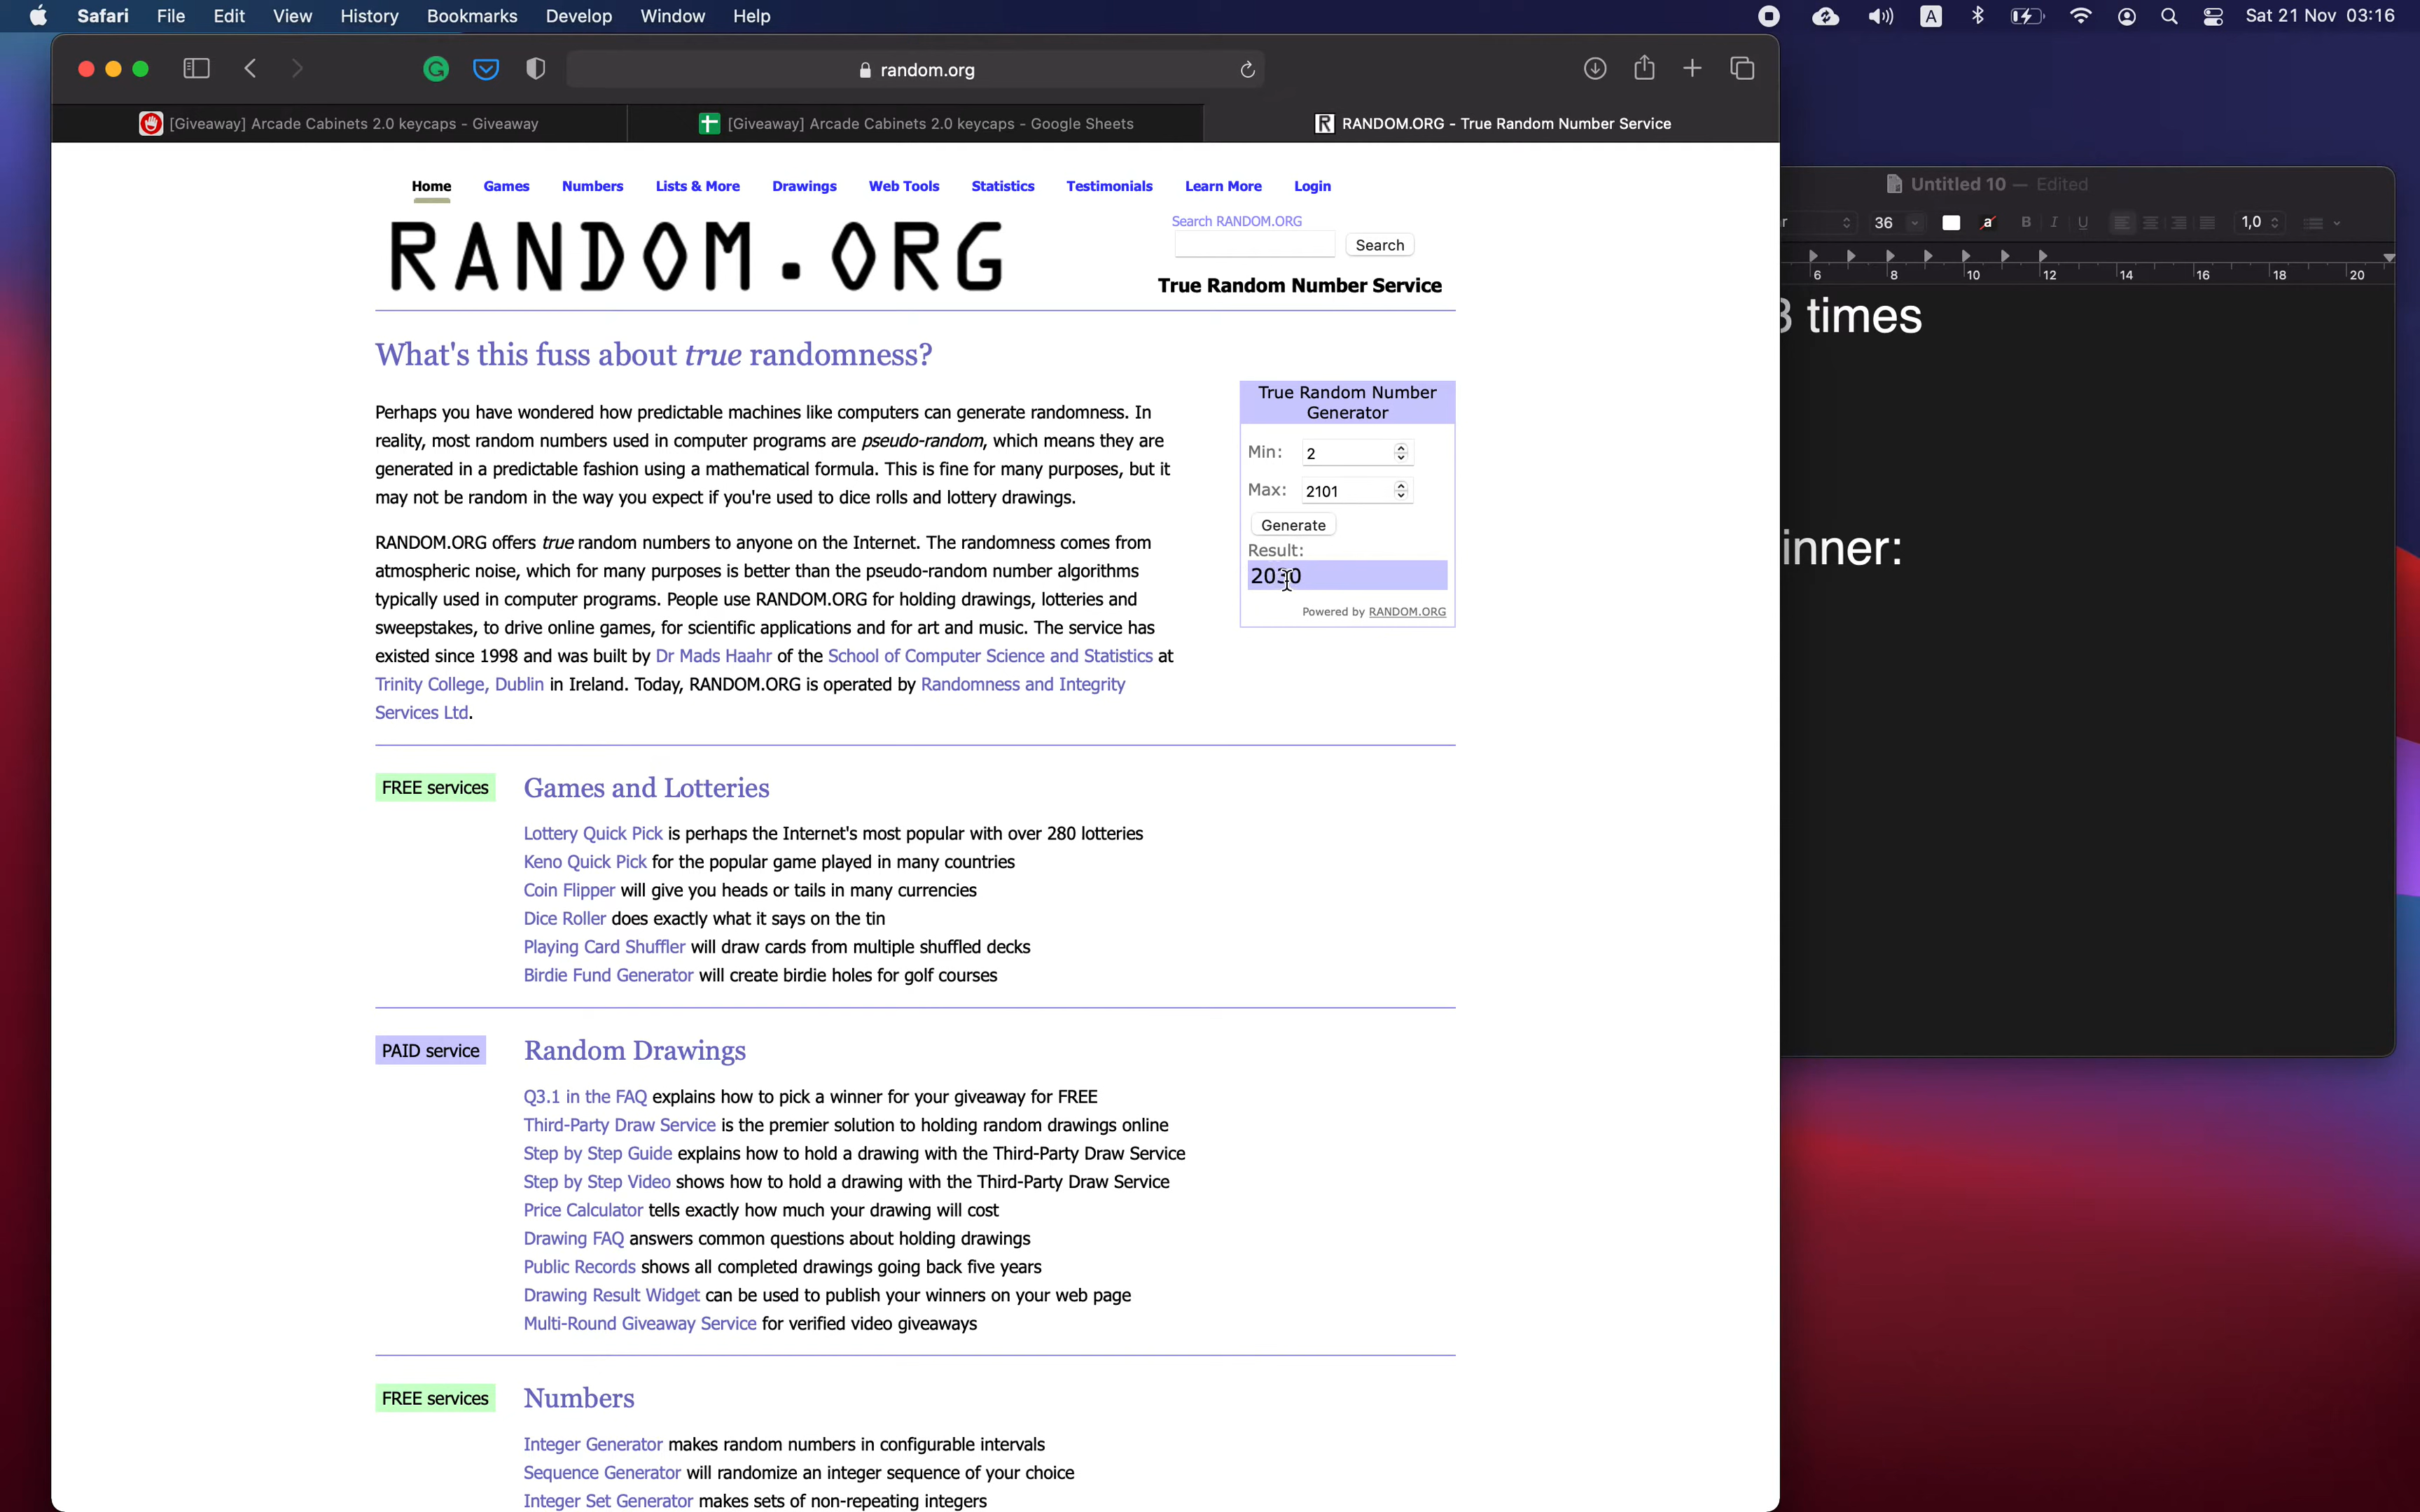 Safari File Edit View History Bookmarks Develop Window Help
A
Sat 21 Nov 03:16
random.org
[Giveaway] Arcade Cabinets 2.0 keycaps - Giveaway
[Giveaway] Arcade Cabinets 2.0 keycaps - Google Sheets
RANDOM.ORG - True Random Number Service
Home Games Numbers Lists & More Drawings Web Tools Statistics Testimonials Learn More Login
RANDOM.ORG
Search RANDOM.ORG
Search
True Random Number Service
What's this fuss about true randomness?
Perhaps you have wondered how predictable machines like computers can generate randomness. In
reality, most random numbers used in computer programs are pseudo-random, which means they are
generated in a predictable fashion using a mathematical formula. This is fine for many purposes, but it
may not be random in the way you expect if you're used to dice rolls and lottery drawings.
RANDOM.ORG offers true random numbers to anyone on the Internet. The randomness comes from
atmospheric noise, which for many purposes is better than the pseudo-random number algorithms
typically used in computer programs. People use RANDOM.ORG for holding drawings, lotteries and
sweepstakes, to drive online games, for scientific applications and for art and music. The service has
existed since 1998 and was built by Dr Mads Haahr of the School of Computer Science and Statistics at
Trinity College, Dublin in Ireland. Today, RANDOM.ORG is operated by Randomness and Integrity
Services Ltd.
True Random Number
Generator
Min: 2
Max: 2101
Generate
Result:
2030
Powered by RANDOM.ORG
FREE services
Games and Lotteries
Lottery Quick Pick is perhaps the Internet's most popular with over 280 lotteries
Keno Quick Pick for the popular game played in many countries
Coin Flipper will give you heads or tails in many currencies
Dice Roller does exactly what it says on the tin
Playing Card Shuffler will draw cards from multiple shuffled decks
Birdie Fund Generator will create birdie holes for golf courses
PAID service
Random Drawings
Q3.1 in the FAQ explains how to pick a winner for your giveaway for FREE
Third-Party Draw Service is the premier solution to holding random drawings online
Step by Step Guide explains how to hold a drawing with the Third-Party Draw Service
Step by Step Video shows how to hold a drawing with the Third-Party Draw Service
Price Calculator tells exactly how much your drawing will cost
Drawing FAQ answers common questions about holding drawings
Public Records shows all completed drawings going back five years
Drawing Result Widget can be used to publish your winners on your web page
Multi-Round Giveaway Service for verified video giveaways
FREE services
Numbers
Integer Generator makes random numbers in configurable intervals
Sequence Generator will randomize an integer sequence of your choice
Integer Set Generator makes sets of non-repeating integers
Untitled 10 — Edited
r 36 a B I U 1,0
6 8 10 12 14 16 18 20
3 times
inner: